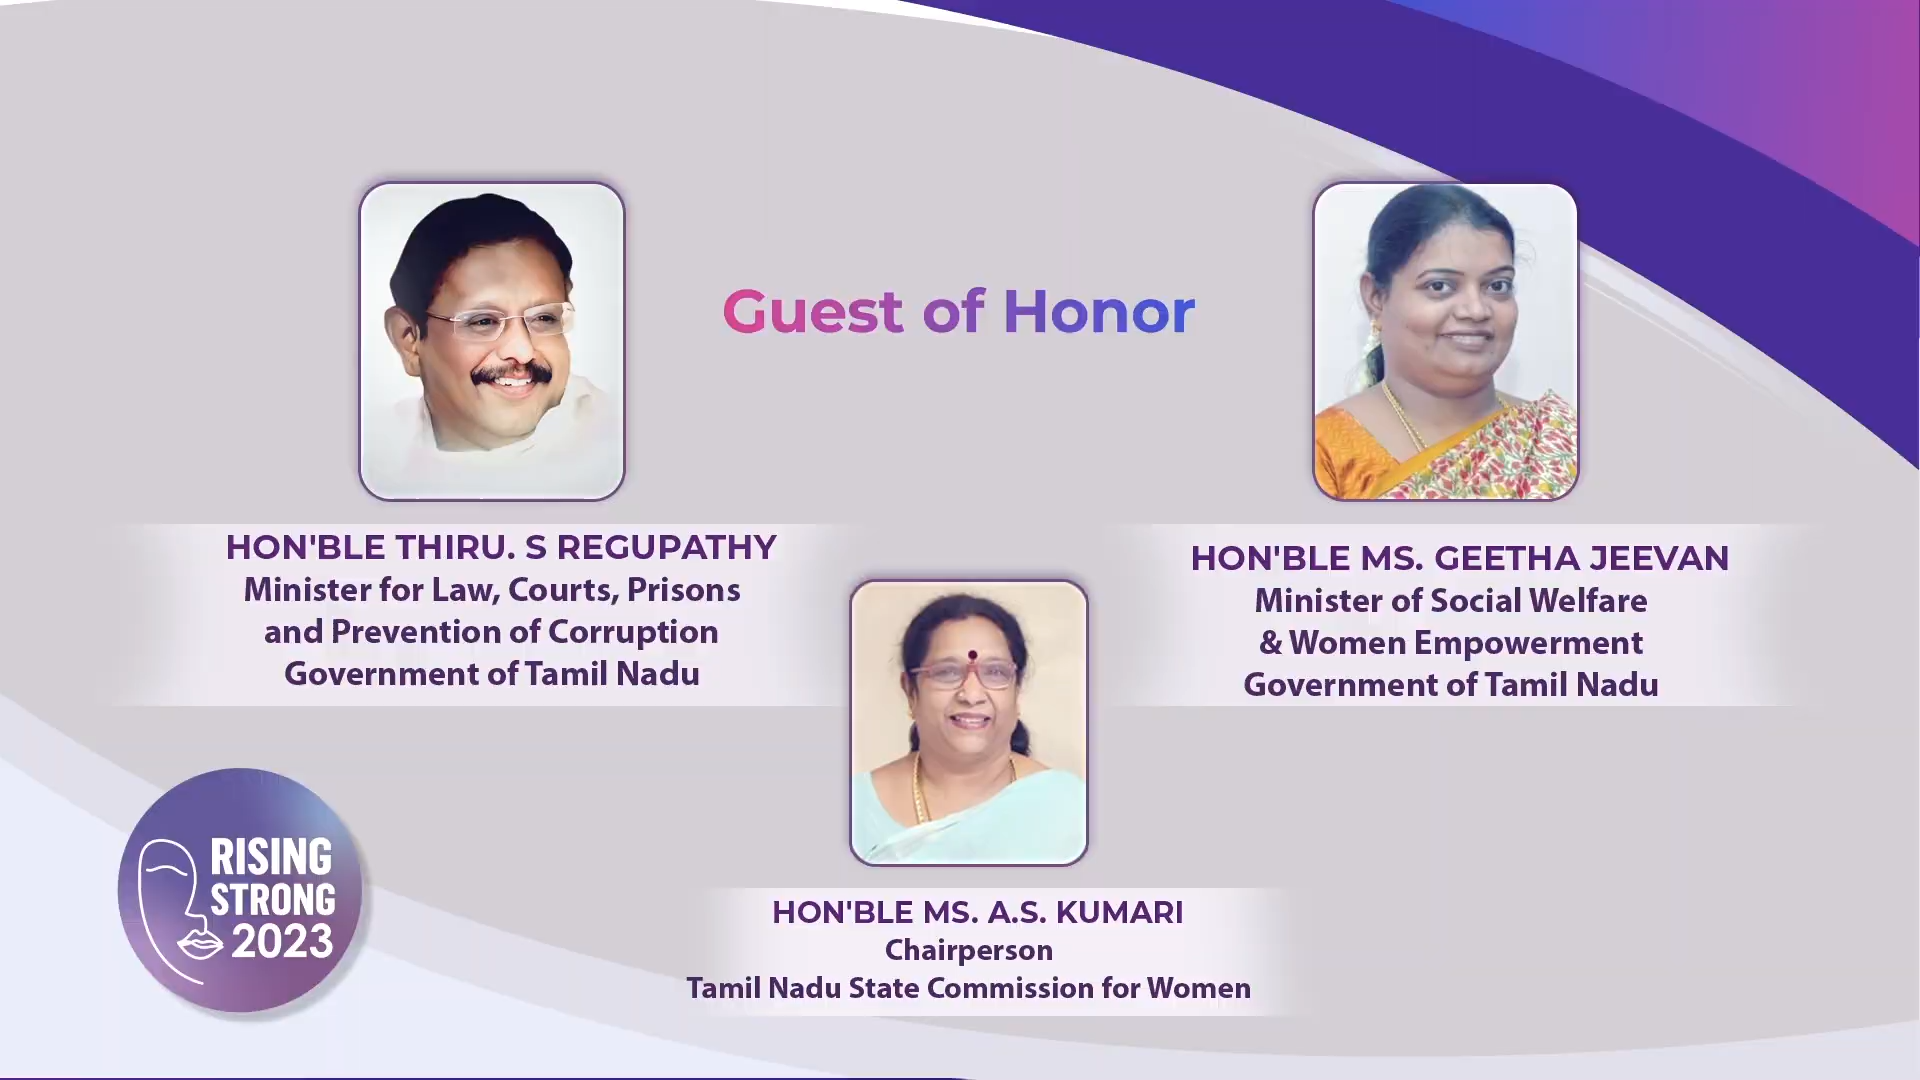 Guest of Honor
HON'BLE THIRU. S REGUPATHY
Minister for Law, Courts, Prisons
and Prevention of Corruption
Government of Tamil Nadu
HON'BLE MS. GEETHA JEEVAN
Minister of Social Welfare
& Women Empowerment
Government of Tamil Nadu
HON'BLE MS. A.S. KUMARI
Chairperson
Tamil Nadu State Commission for Women
RISING
STRONG
2023